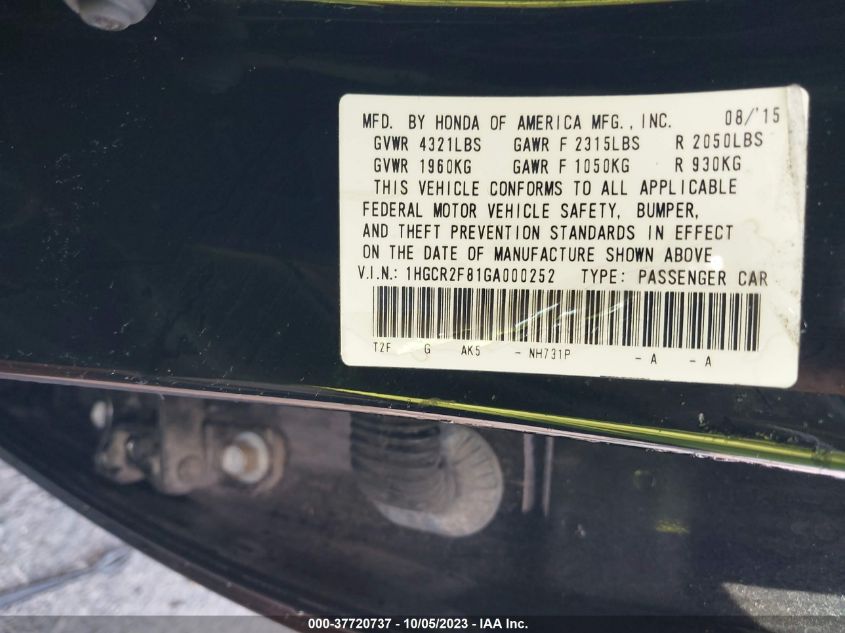 MFD. BY HONDA OF AMERICA MFG., INC. 08/'15
GVWR 4321LBS GAWR F 2315LBS R 2050LBS
GVWR 1960KG GAWR F 1050KG R 930KG
THIS VEHICLE CONFORMS TO ALL APPLICABLE
FEDERAL MOTOR VEHICLE SAFETY, BUMPER,
AND THEFT PREVENTION STANDARDS IN EFFECT
ON THE DATE OF MANUFACTURE SHOWN ABOVE
V.I.N.: 1HGCR2F81GA000252 TYPE: PASSENGER CAR
T2F G AK5 - NH731P - A - A
000-37720737 - 10/05/2023 - IAA Inc.